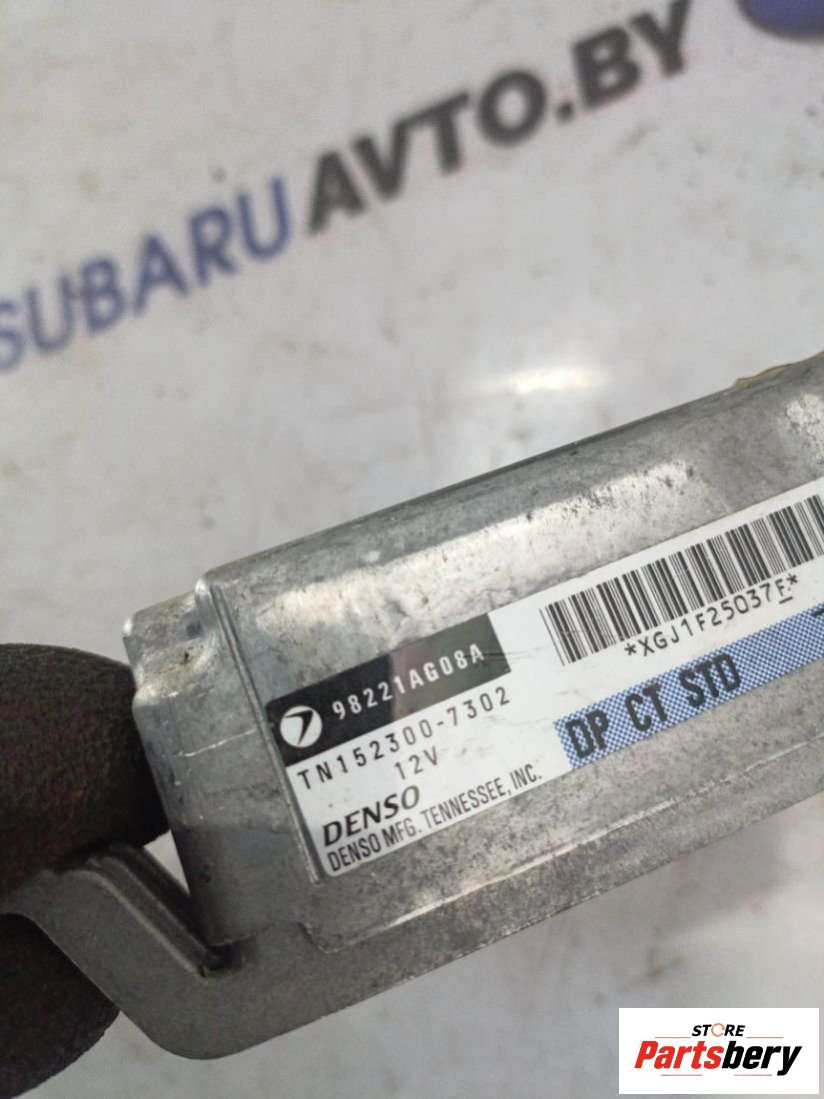 SUBARUAVTO.BY
98221AG08A
TN152300-7302
12V
DENSO
DENSO MFG. TENNESSEE, INC.
*XGJ1F25037F*
DP CT STD
STORE
Partsbery